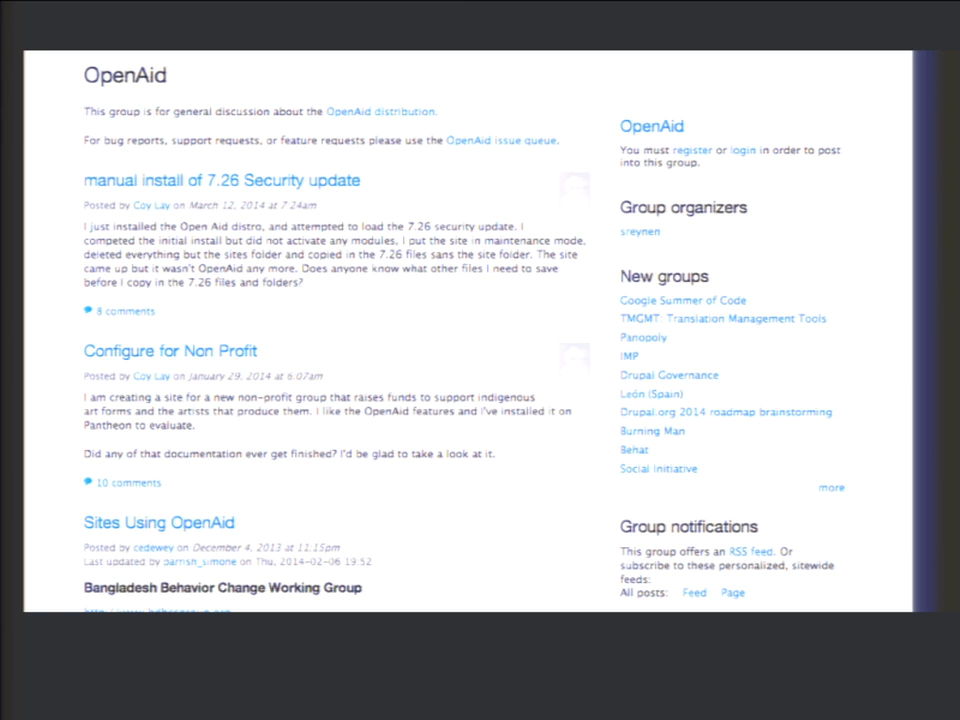 OpenAid
This group is for general discussion about the OpenAid distribution.
For bug reports, support requests, or feature requests please use the OpenAid issue queue.
manual install of 7.26 Security update
Posted by Coy Lay on March 12, 2014 at 7:24am
I just installed the Open Aid distro, and attempted to load the 7.26 security update. I
competed the initial install but did not activate any modules, I put the site in maintenance mode,
deleted everything but the sites folder and copied in the 7.26 files sans the site folder. The site
came up but it wasn't OpenAid any more. Does anyone know what other files I need to save
before I copy in the 7.26 files and folders?
8 comments
Configure for Non Profit
Posted by Coy Lay on January 29, 2014 at 6:07am
I am creating a site for a new non-profit group that raises funds to support indigenous
art forms and the artists that produce them. I like the OpenAid features and I've installed it on
Pantheon to evaluate.
Did any of that documentation ever get finished? I'd be glad to take a look at it.
10 comments
Sites Using OpenAid
Posted by cedewey on December 4, 2013 at 11:15pm
Last updated by parrish_simone on Thu, 2014-02-06 19:52
Bangladesh Behavior Change Working Group
OpenAid
You must register or login in order to post
into this group.
Group organizers
sreynen
New groups
Google Summer of Code
TMGMT: Translation Management Tools
Panopoly
IMP
Drupal Governance
León (Spain)
Drupal.org 2014 roadmap brainstorming
Burning Man
Behat
Social Initiative
more
Group notifications
This group offers an RSS feed. Or
subscribe to these personalized, sitewide
feeds:
All posts: Feed Page